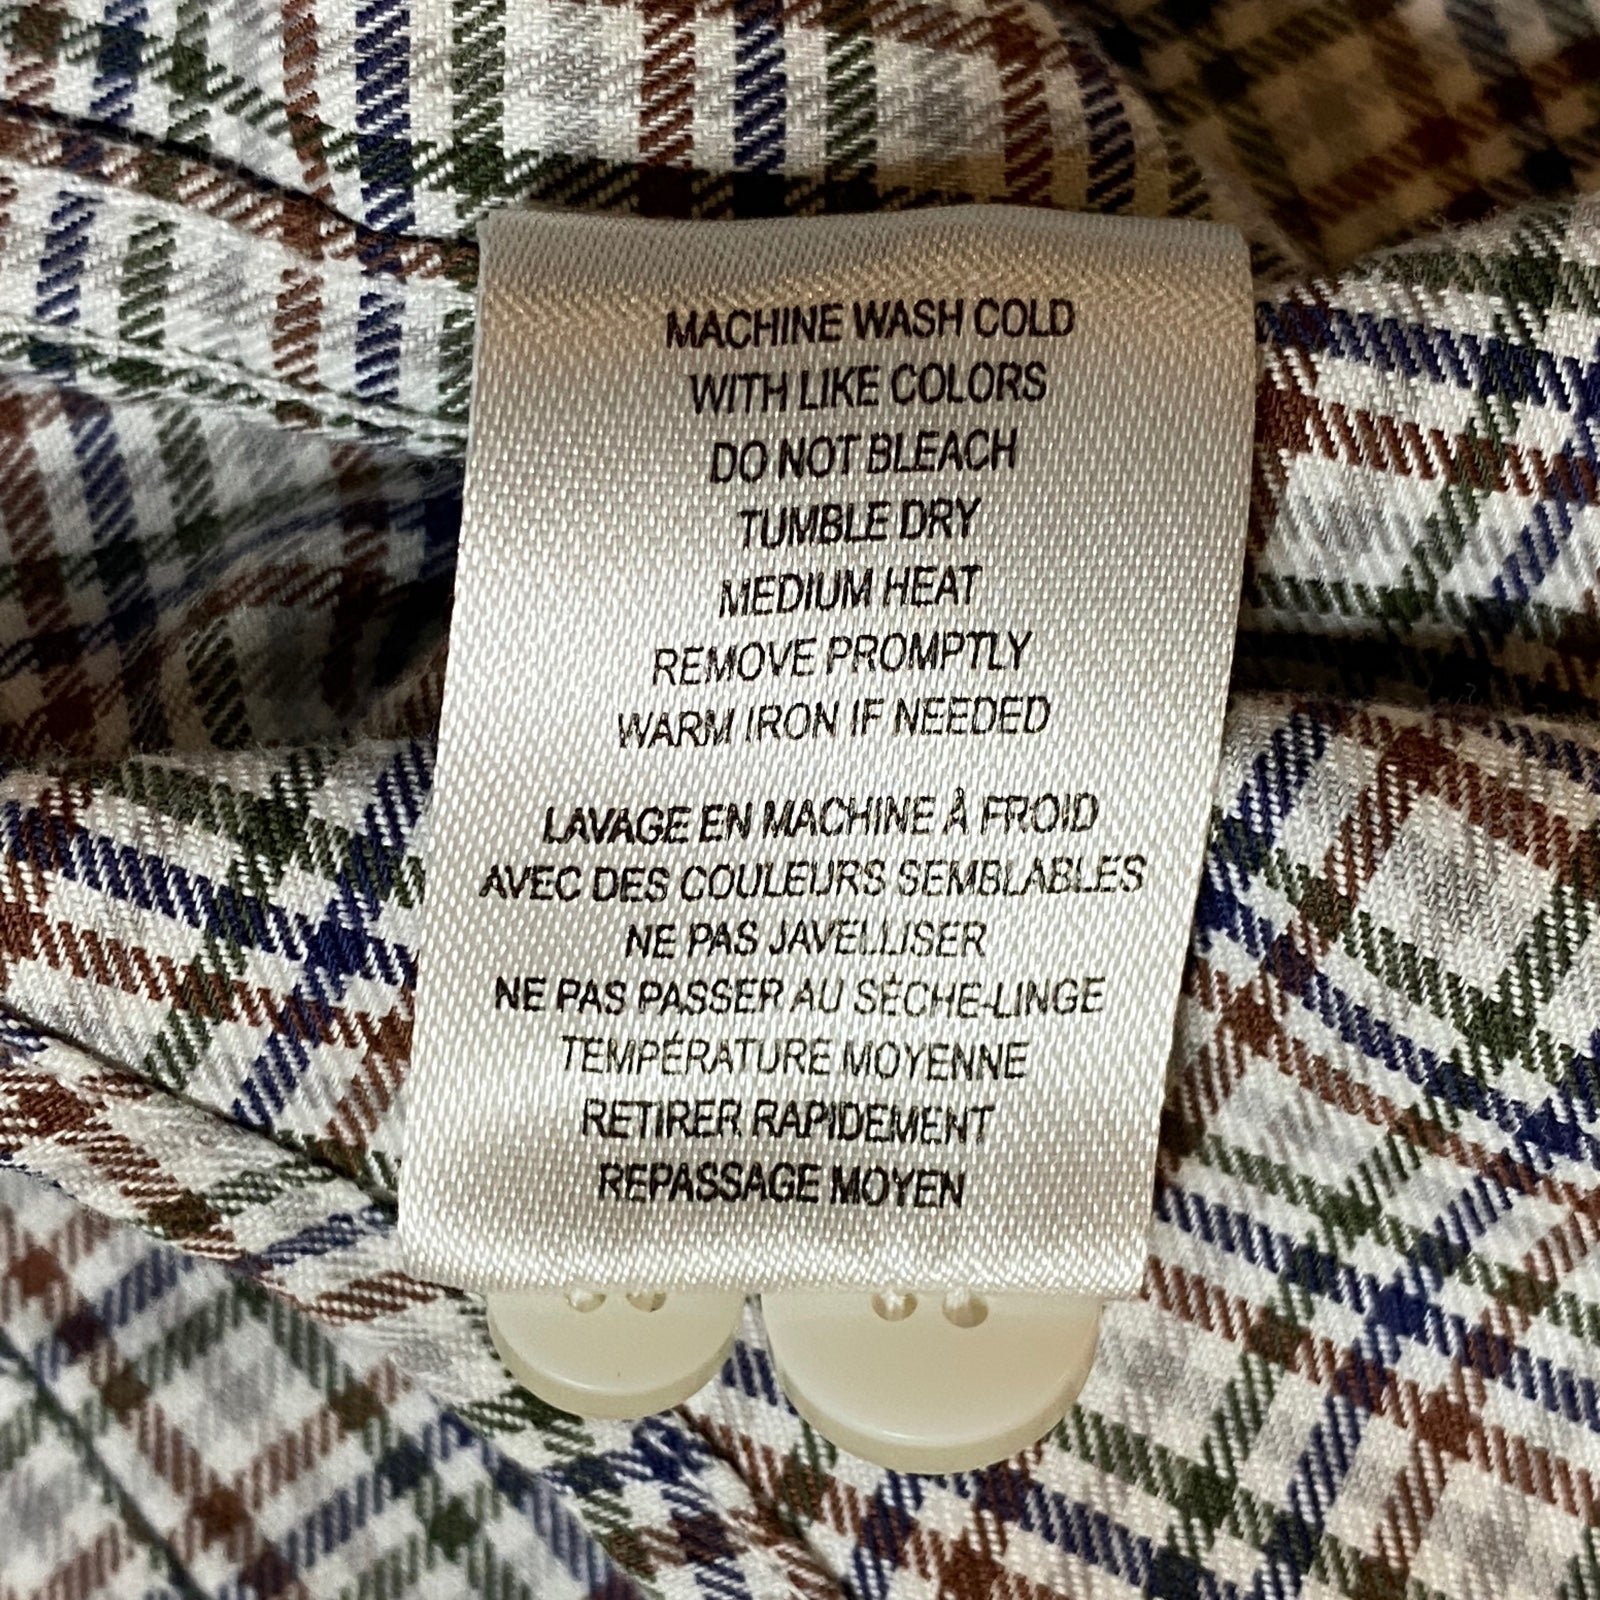 MACHINE WASH COLD
WITH LIKE COLORS
DO NOT BLEACH
TUMBLE DRY
MEDIUM HEAT
REMOVE PROMPTLY
WARM IRON IF NEEDED
LAVAGE EN MACHINE À FROID
AVEC DES COULEURS SEMBLABLES
NE PAS JAVELLISER
NE PAS PASSER AU SÉCHE-LINGE
TEMPÉRATURE MOYENNE
RETIRER RAPIDEMENT
REPASSAGE MOYEN